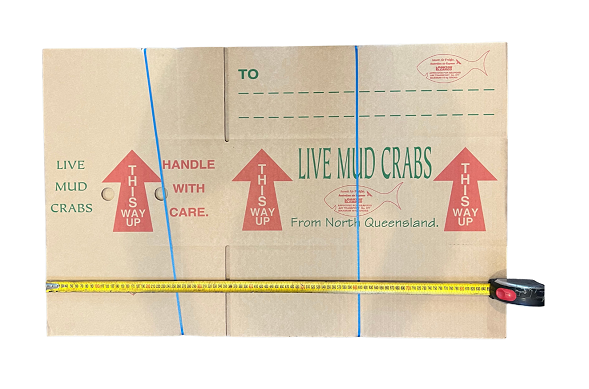 TO
LIVE
MUD
CRABS
THIS
WAY
UP
HANDLE
WITH
CARE.
THIS
WAY
UP
LIVE MUD CRABS
From North Queensland.
THIS
WAY
UP